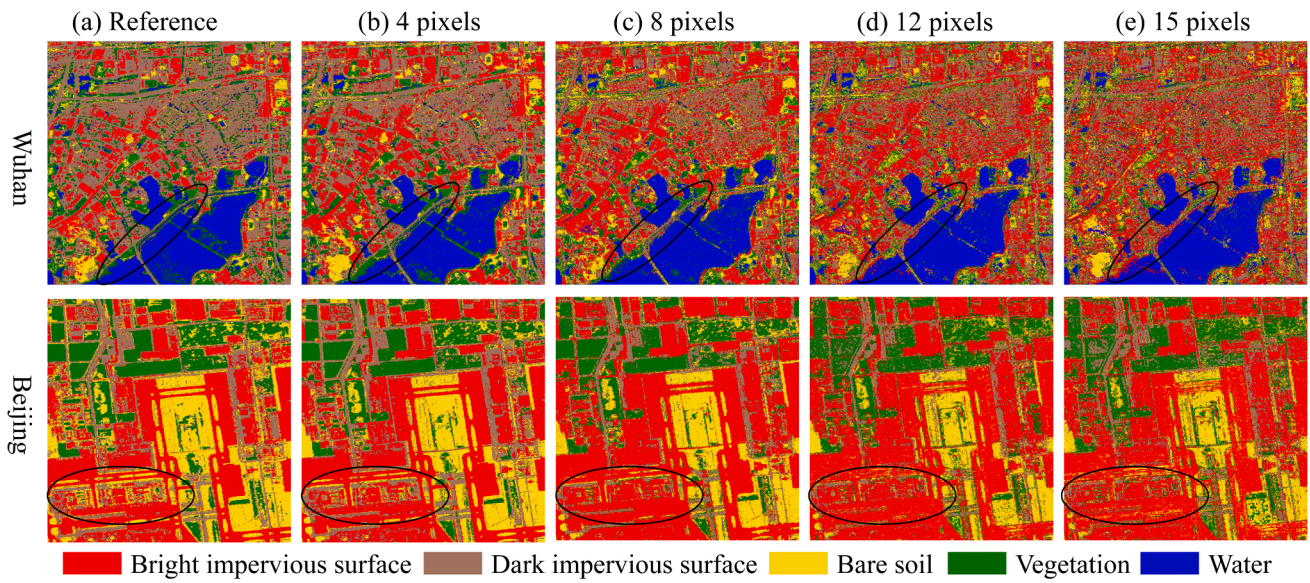 (a) Reference (b) 4 pixels (c) 8 pixels (d) 12 pixels (e) 15 pixels
Wuhan
Beijing
Bright impervious surface Dark impervious surface Bare soil Vegetation Water